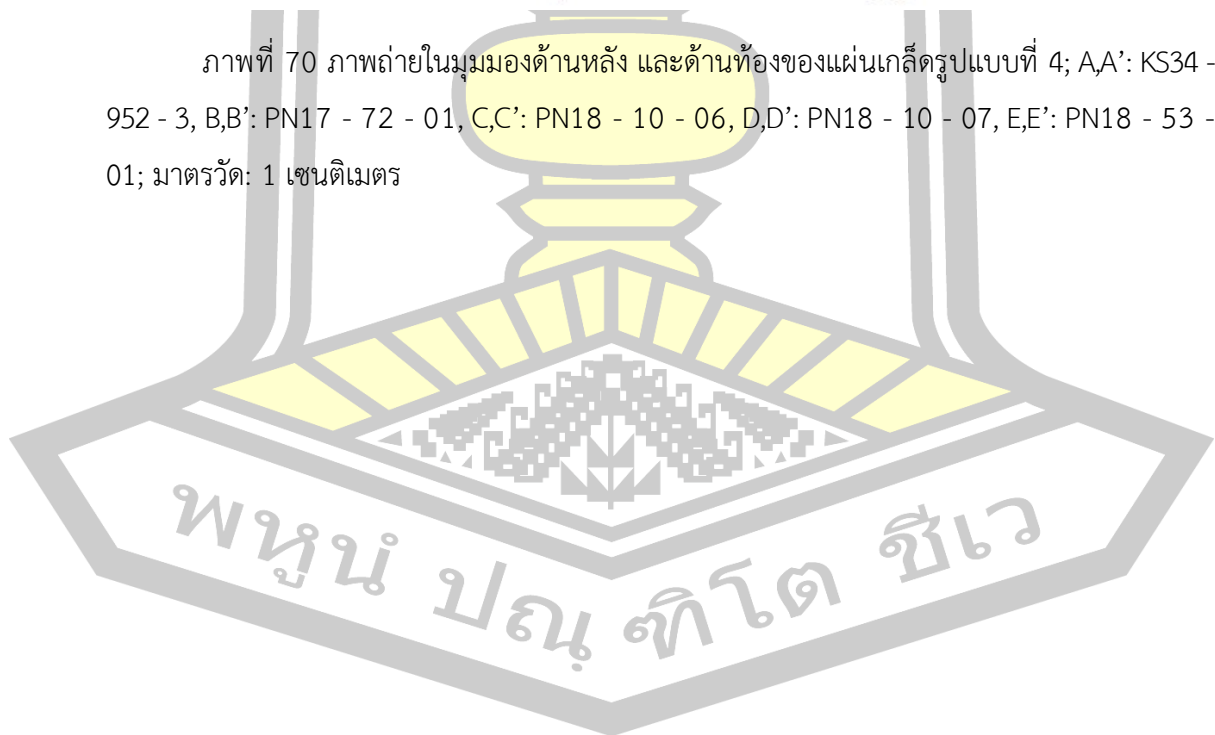 ภาพที่ 70 ภาพถ่ายในมุมมองด้านหลัง และด้านท้องของแผ่นเกล็ดรูปแบบที่ 4; A,A’: KS34 -
952 - 3, B,B’: PN17 - 72 - 01, C,C’: PN18 - 10 - 06, D,D’: PN18 - 10 - 07, E,E’: PN18 - 53 -
01; มาตรวัด: 1 เซนติเมตร
พหูนํ ปณฺฑิโต ชีเว